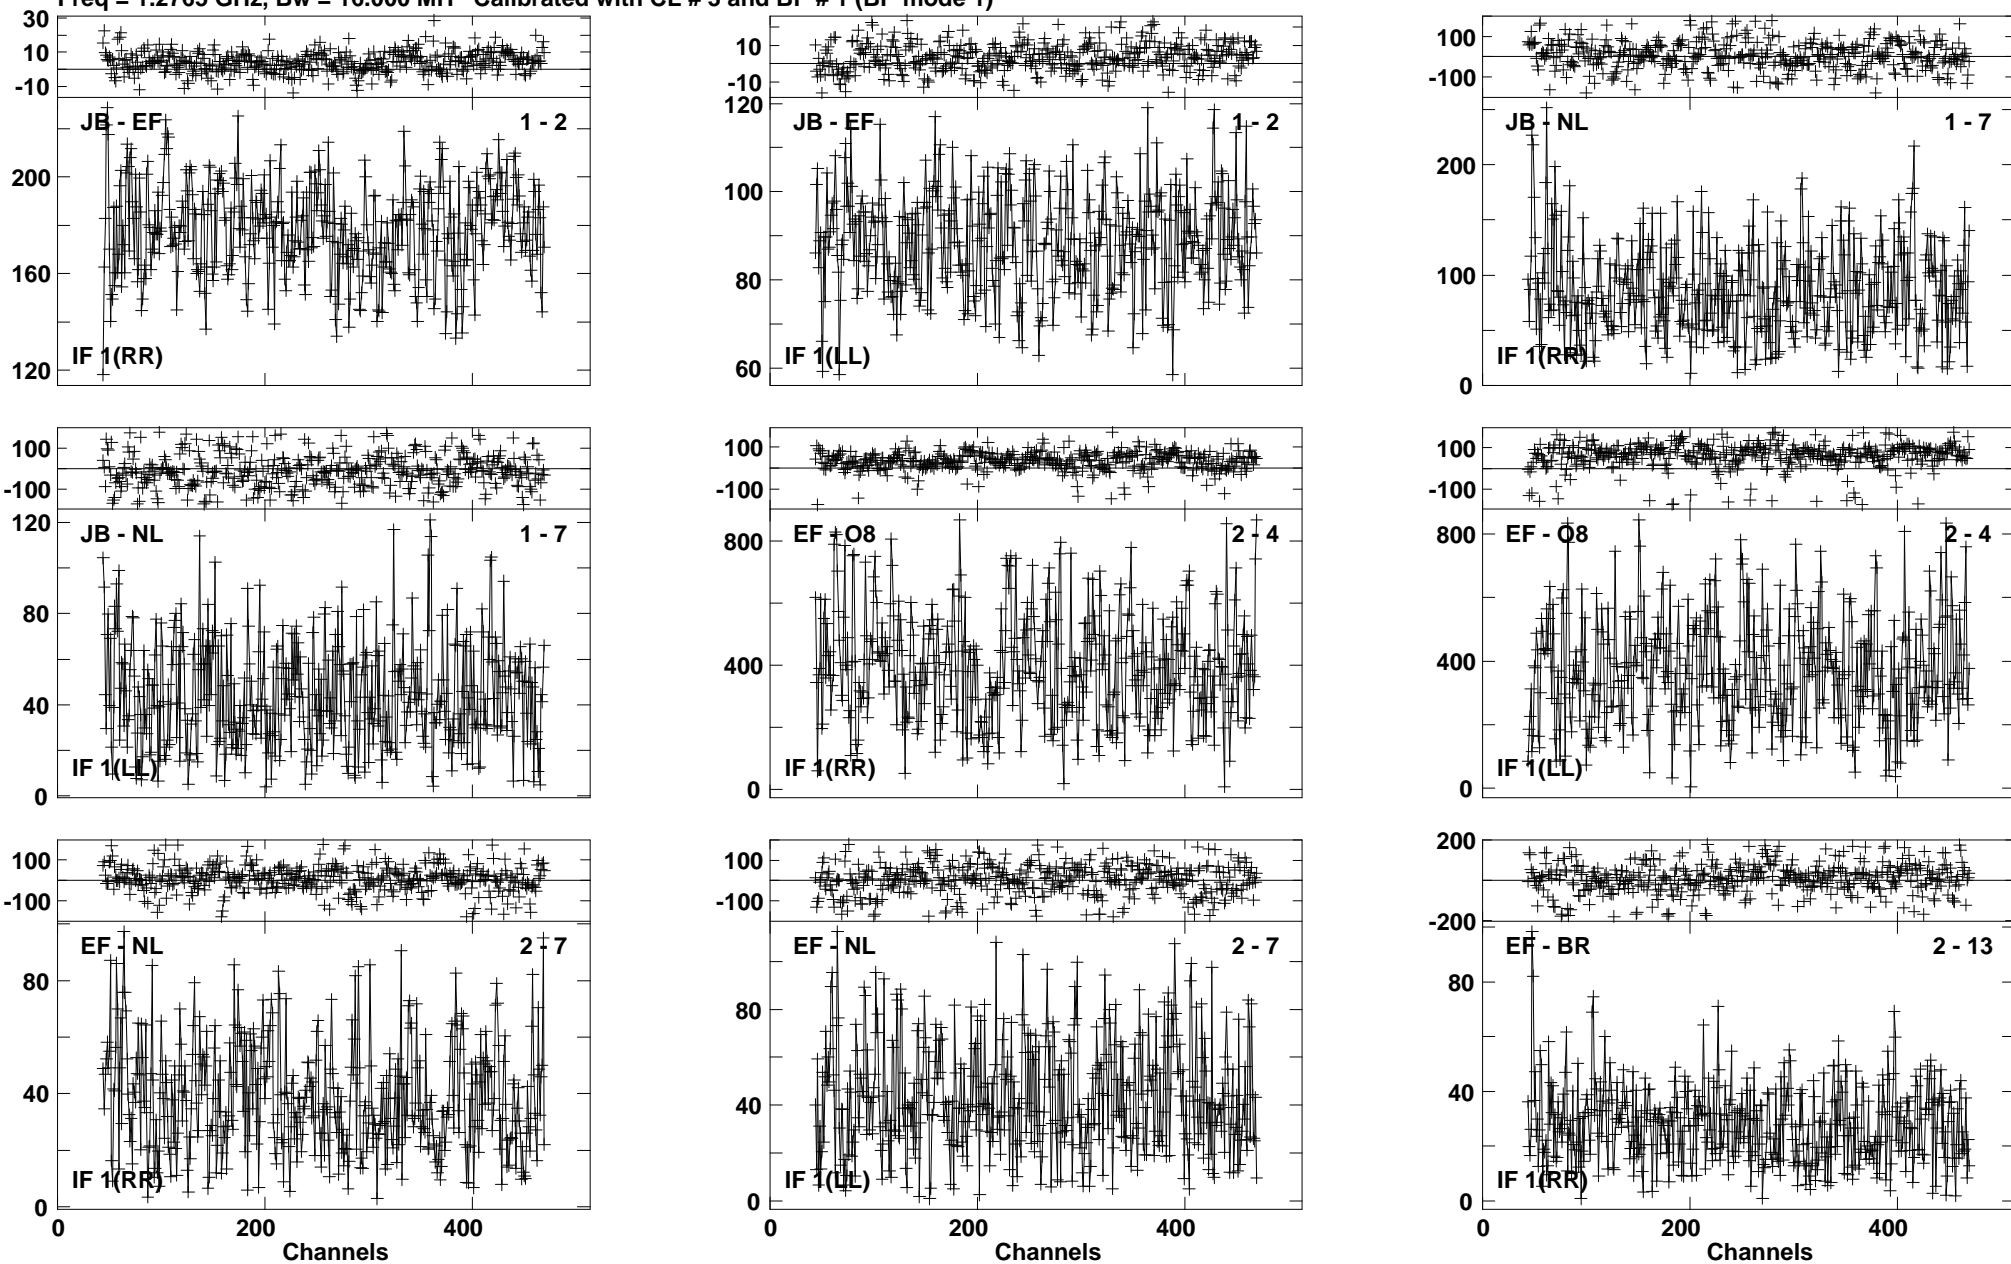 Freq = 1.2765 GHz, Bw = 16.000 MH Calibrated with CL # 3 and BP # 1 (BP mode 1)
30
10
-10
JB - EF 1 - 2
200
160
120
IF 1(RR)
10
-10
120
JB - EF 1 - 2
100
80
60
IF 1(LL)
100
-100
JB - NL 1 - 7
200
100
0
IF 1(RR)
100
-100
120
JB - NL 1 - 7
80
40
0
IF 1(LL)
100
-100
800
EF - O8 2 - 4
400
0
IF 1(RR)
100
-100
800
EF - O8 2 - 4
400
0
IF 1(LL)
100
-100
EF - NL 2 - 7
80
40
0
IF 1(RR)
0 200 400
Channels
100
-100
EF - NL 2 - 7
80
40
0
IF 1(LL)
0 200 400
Channels
200
-200
EF - BR 2 - 13
80
40
0
IF 1(RR)
0 200 400
Channels